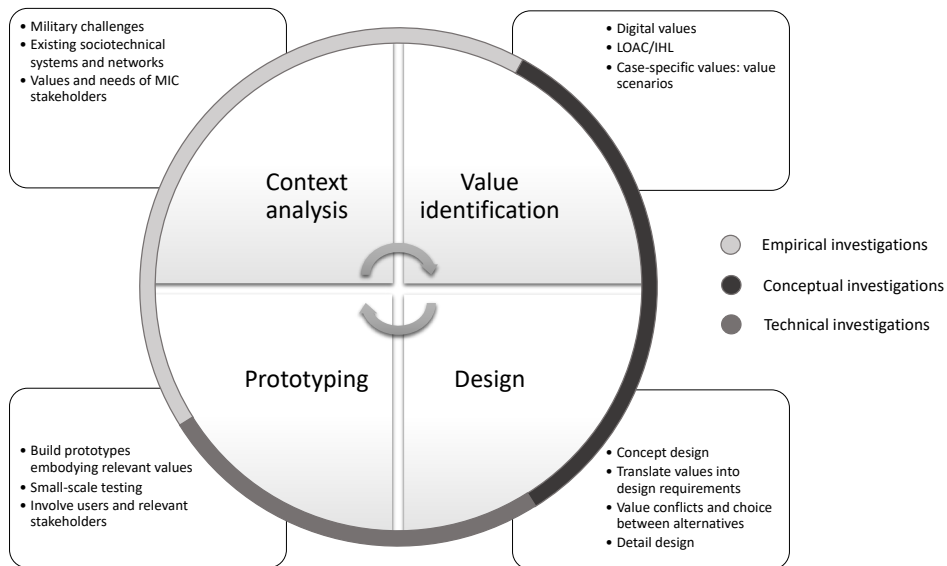 • Military challenges
• Existing sociotechnical
systems and networks
• Values and needs of MIC
stakeholders
• Digital values
• LOAC/IHL
• Case-specific values: value
scenarios
Context
analysis
Value
identification
Empirical investigations
Conceptual investigations
Technical investigations
Prototyping
Design
• Build prototypes
embodying relevant values
• Small-scale testing
• Involve users and relevant
stakeholders
• Concept design
• Translate values into
design requirements
• Value conflicts and choice
between alternatives
• Detail design